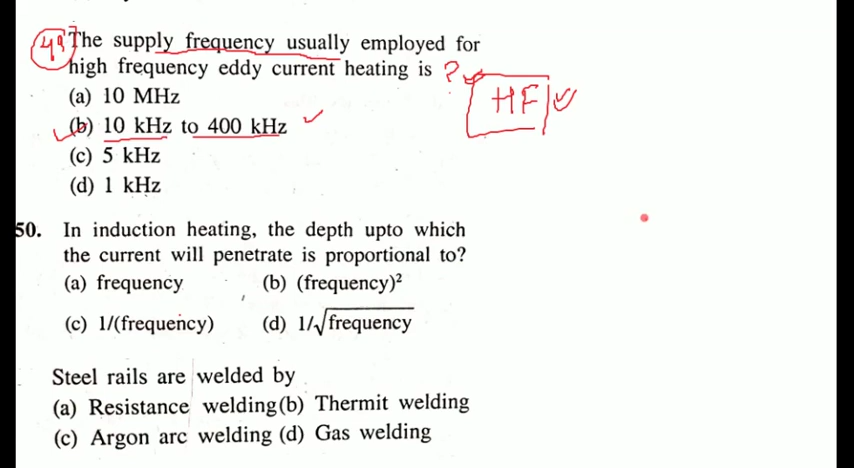 49 The supply frequency usually employed for
high frequency eddy current heating is ?
HF
(a) 10 MHz
(b) 10 kHz to 400 kHz
(c) 5 kHz
(d) 1 kHz
50. In induction heating, the depth upto which
the current will penetrate is proportional to?
(a) frequency (b) (frequency)²
(c) 1/(frequency) (d) 1/√frequency
Steel rails are welded by
(a) Resistance welding(b) Thermit welding
(c) Argon arc welding (d) Gas welding